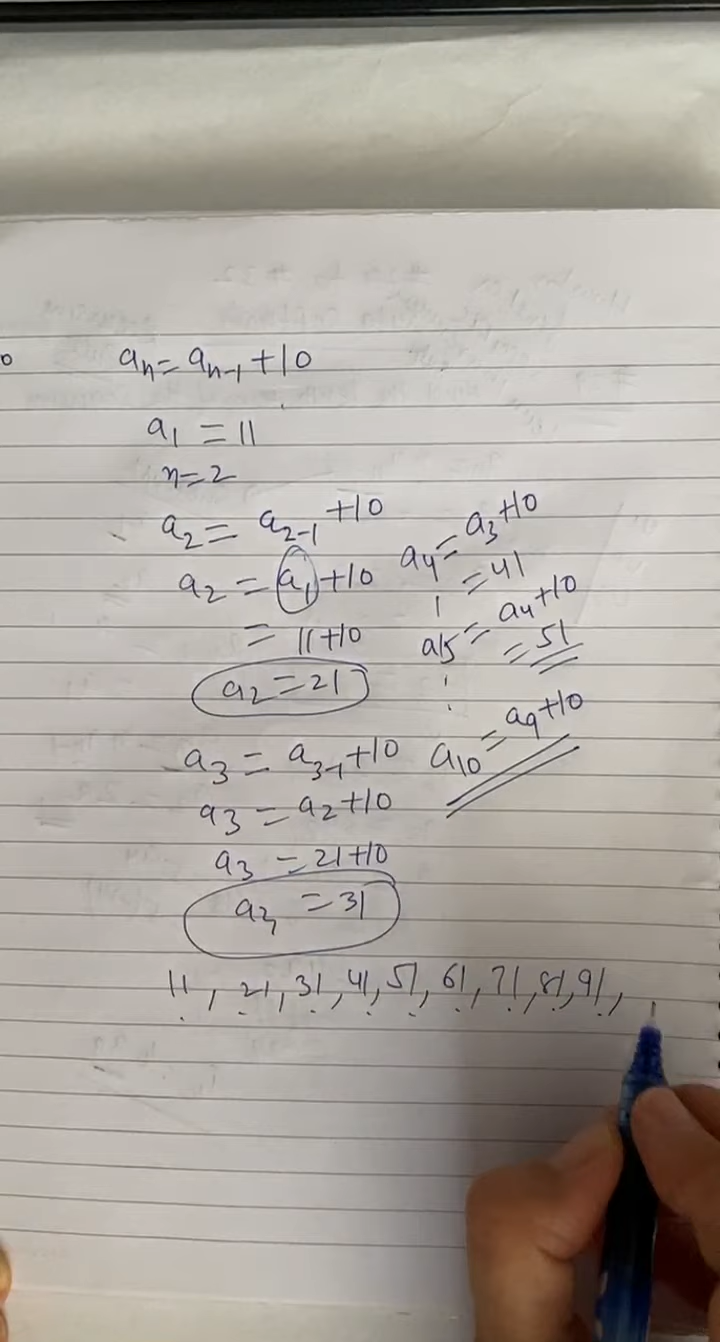 aₙ = aₙ₋₁ + 10
a₁ = 11
n = 2
a₂ = a₂₋₁ + 10
a₂ = a₁ + 10
= 11 + 10
a₂ = 21
a₃ = a₃₋₁ + 10
a₃ = a₂ + 10
a₃ = 21 + 10
a₃ = 31
a₄ = a₃ + 10
= 41
a₅ = a₄ + 10
= 51
a₁₀ = a₉ + 10
11, 21, 31, 41, 51, 61, 71, 81, 91,